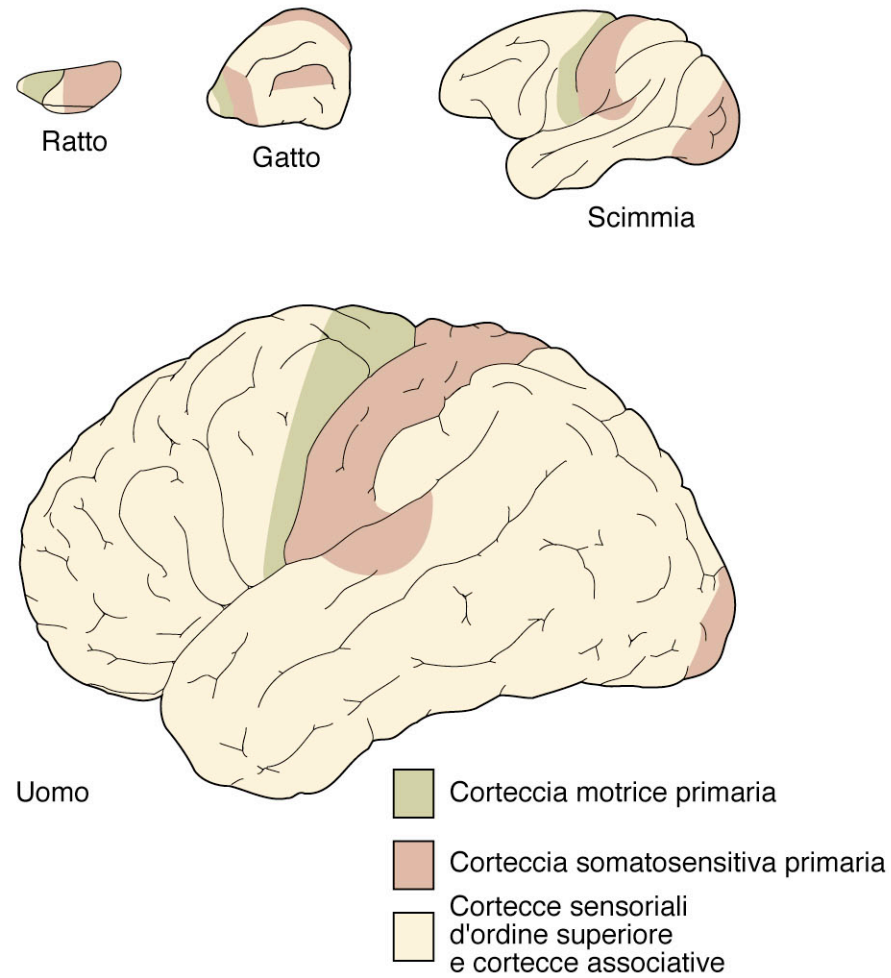 Ratto
Gatto
Scimmia
Uomo
Corteccia motrice primaria
Corteccia somatosensitiva primaria
Cortecce sensoriali
d'ordine superiore
e cortecce associative